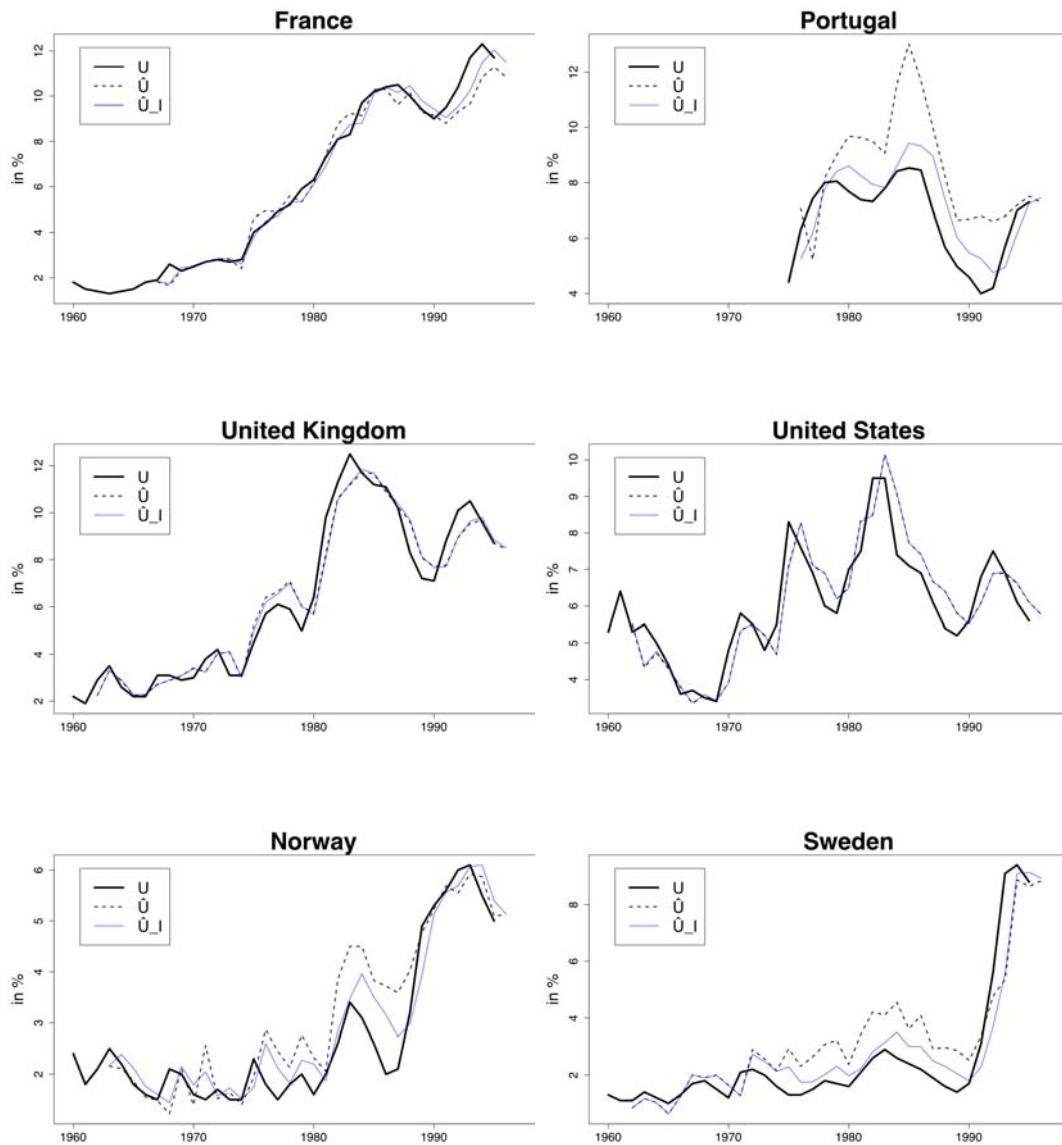 France
in %
12
10
8
6
4
2
U
Û
Û_I
1960 1970 1980 1990
Portugal
in %
12
10
8
6
4
U
Û
Û_I
1960 1970 1980 1990
United Kingdom
in %
12
10
8
6
4
2
U
Û
Û_I
1960 1970 1980 1990
United States
in %
10
9
8
7
6
5
4
U
Û
Û_I
1960 1970 1980 1990
Norway
in %
6
5
4
3
2
U
Û
Û_I
1960 1970 1980 1990
Sweden
in %
8
6
4
2
U
Û
Û_I
1960 1970 1980 1990